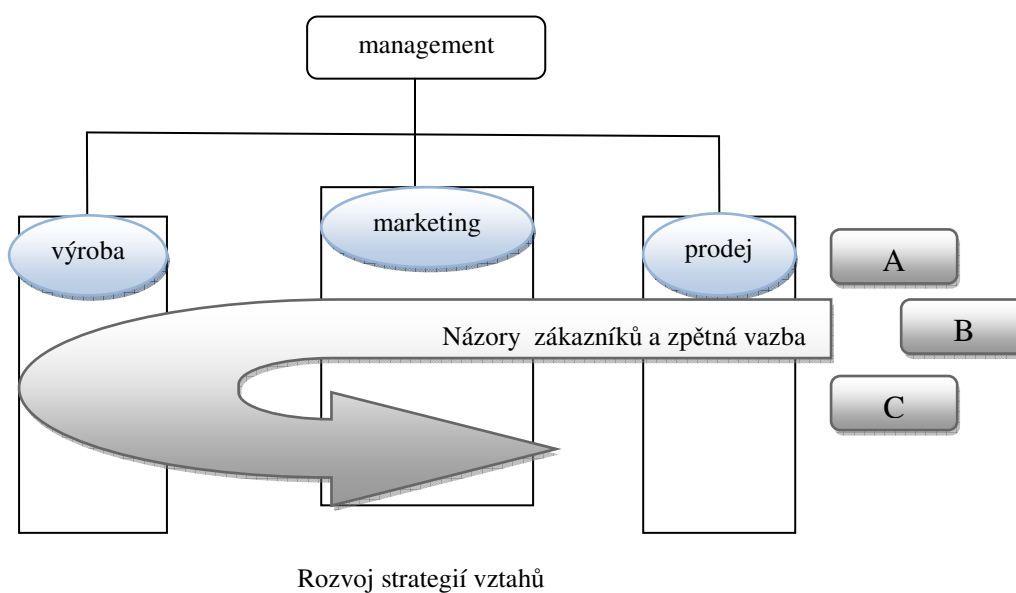 management
marketing
výroba
prodej
A
Názory zákazníků a zpětná vazba
B
C
Rozvoj strategií vztahů